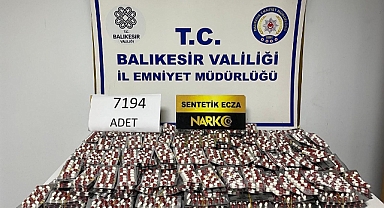 BALIKESİR
VALİLİĞİ
T.C.
BALIKESİR VALİLİĞİ
İL EMNİYET MÜDÜRLÜĞÜ
7194
ADET
SENTETİK ECZA
NARKO